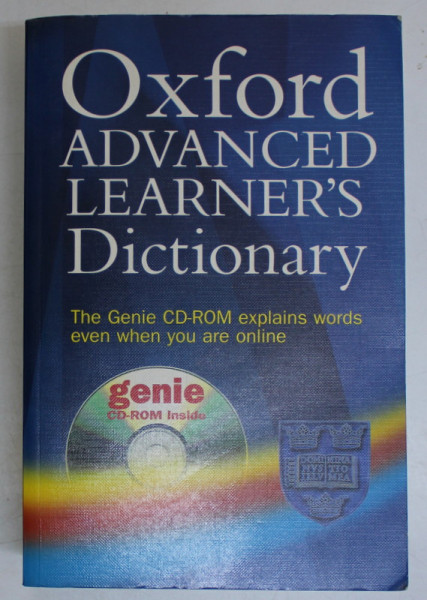 Oxford
ADVANCED
LEARNER'S
Dictionary
The Genie CD-ROM explains words
even when you are online
genie
CD-ROM Inside